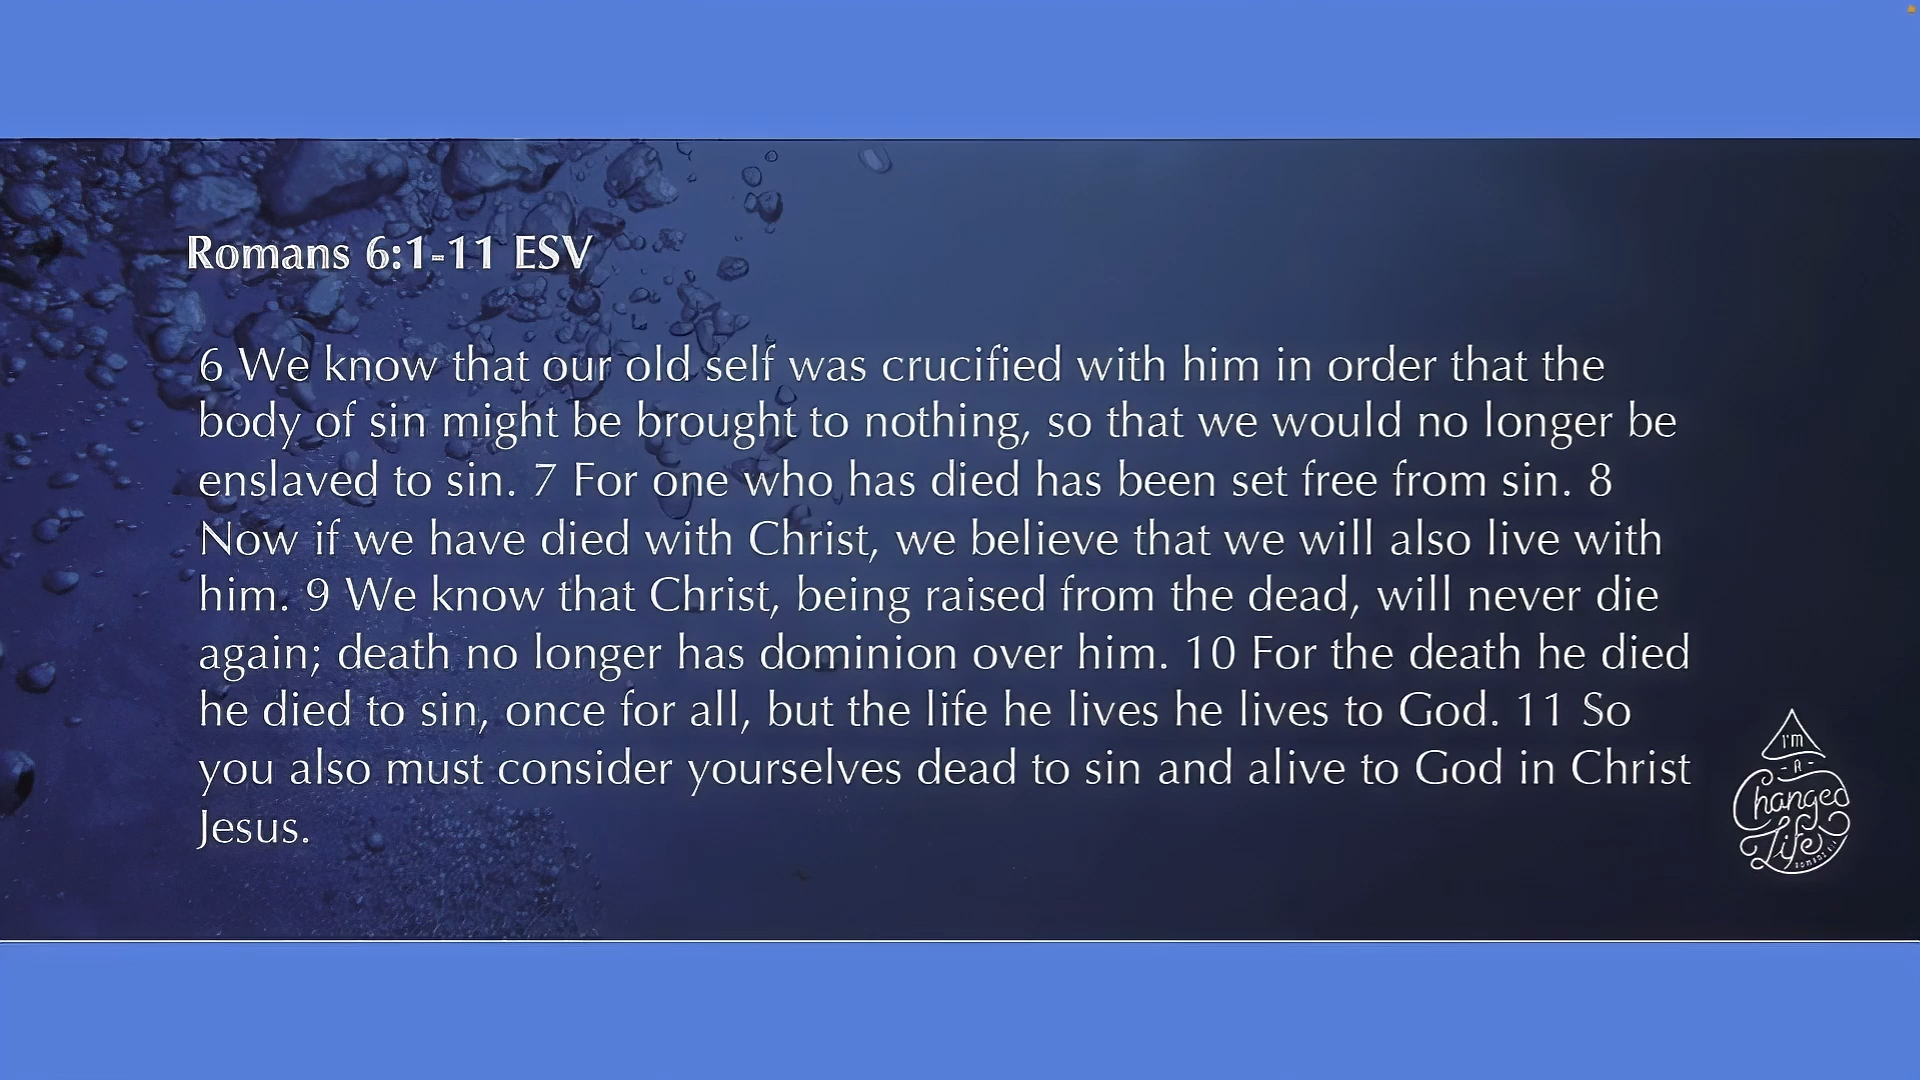 Romans 6:1-11 ESV
6 We know that our old self was crucified with him in order that the
body of sin might be brought to nothing, so that we would no longer be
enslaved to sin. 7 For one who has died has been set free from sin. 8
Now if we have died with Christ, we believe that we will also live with
him. 9 We know that Christ, being raised from the dead, will never die
again; death no longer has dominion over him. 10 For the death he died
he died to sin, once for all, but the life he lives he lives to God. 11 So
you also must consider yourselves dead to sin and alive to God in Christ
Jesus.
I'm
-A-
Changed
Life